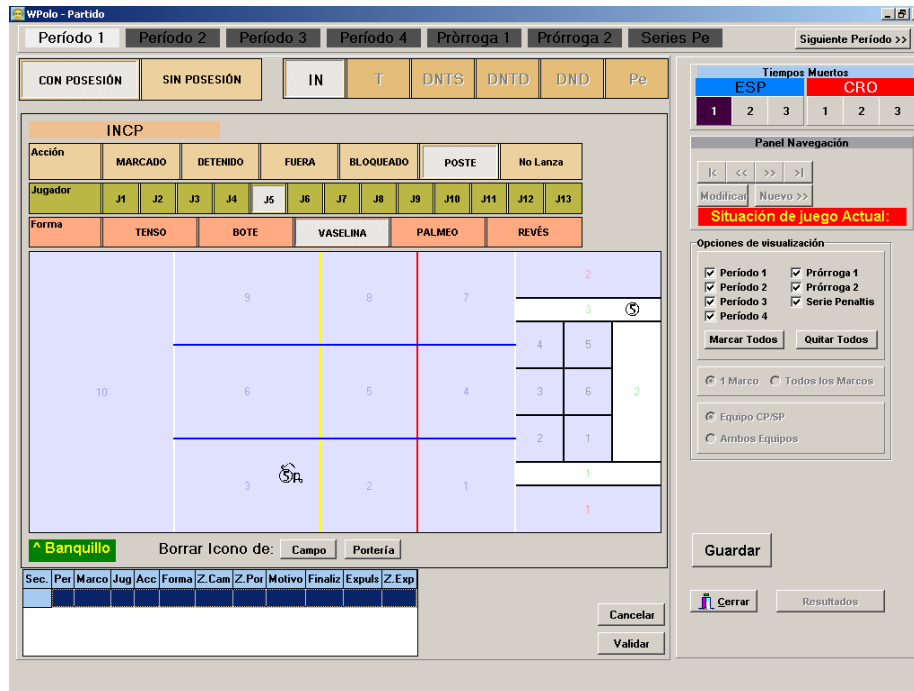 WPolo - Partido
Período 1 Período 2 Período 3 Período 4 Pròrroga 1 Prórroga 2 Series Pe Siguiente Período >>
CON POSESIÓN SIN POSESIÓN IN T DNTS DNTD DND Pe
Tiempos Muertos
ESP CRO
1 2 3 1 2 3
INCP
Acción MARCADO DETENIDO FUERA BLOQUEADO POSTE No Lanza
Jugador J1 J2 J3 J4 J5 J6 J7 J8 J9 J10 J11 J12 J13
Forma TENSO BOTE VASELINA PALMEO REVÉS
Panel Navegación
|< << >> >|
Modificar Nuevo >>
Situación de juego Actual:
Opciones de visualización
Período 1 Prórroga 1
Período 2 Prórroga 2
Período 3 Serie Penaltis
Período 4
Marcar Todos Quitar Todos
1 Marco Todos los Marcos
Equipo CP/SP
Ambos Equipos
2
9 8 7
3 5
4 5
10 6 5 4 3 6 2
2 1
3 5p. 2 1 1
1
^ Banquillo Borrar Icono de: Campo Portería
Guardar
Sec. Per Marco Jug Acc Forma Z.Cam Z.Por Motivo Finaliz Expuls Z.Exp
Cancelar
Validar
Cerrar Resultados